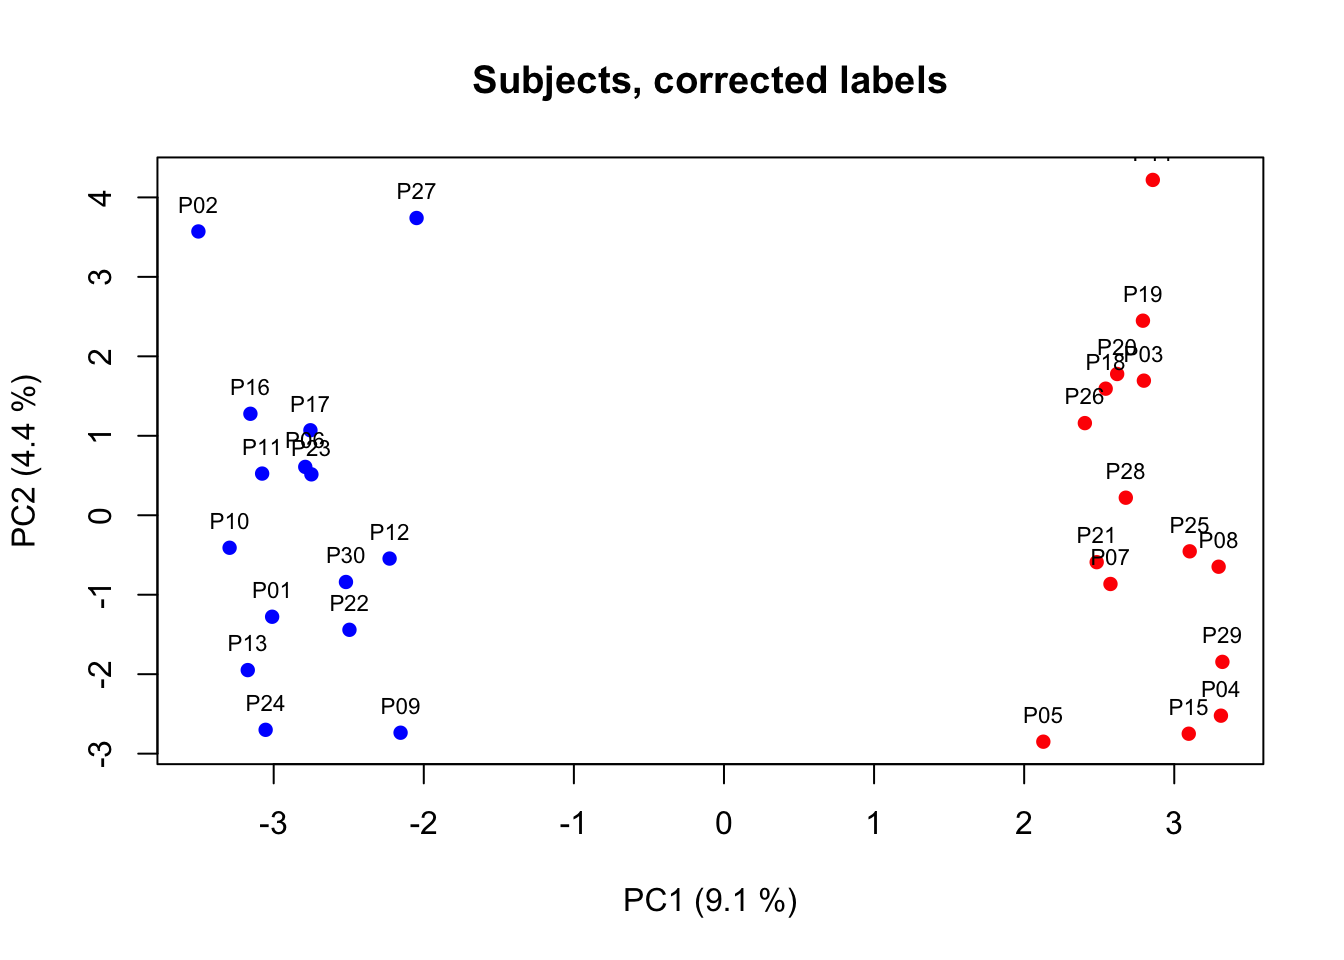 Subjects, corrected labels
P02
P27
P19
P20
P03
P18
P26
P16
P17
P06
P11
P23
P28
P10
P12
P25
P08
P21
P07
P30
P01
P22
P13
P29
P24
P09
P04
P15
P05
4
3
2
1
0
-1
-2
-3
PC2 (4.4 %)
-3
-2
-1
0
1
2
3
PC1 (9.1 %)